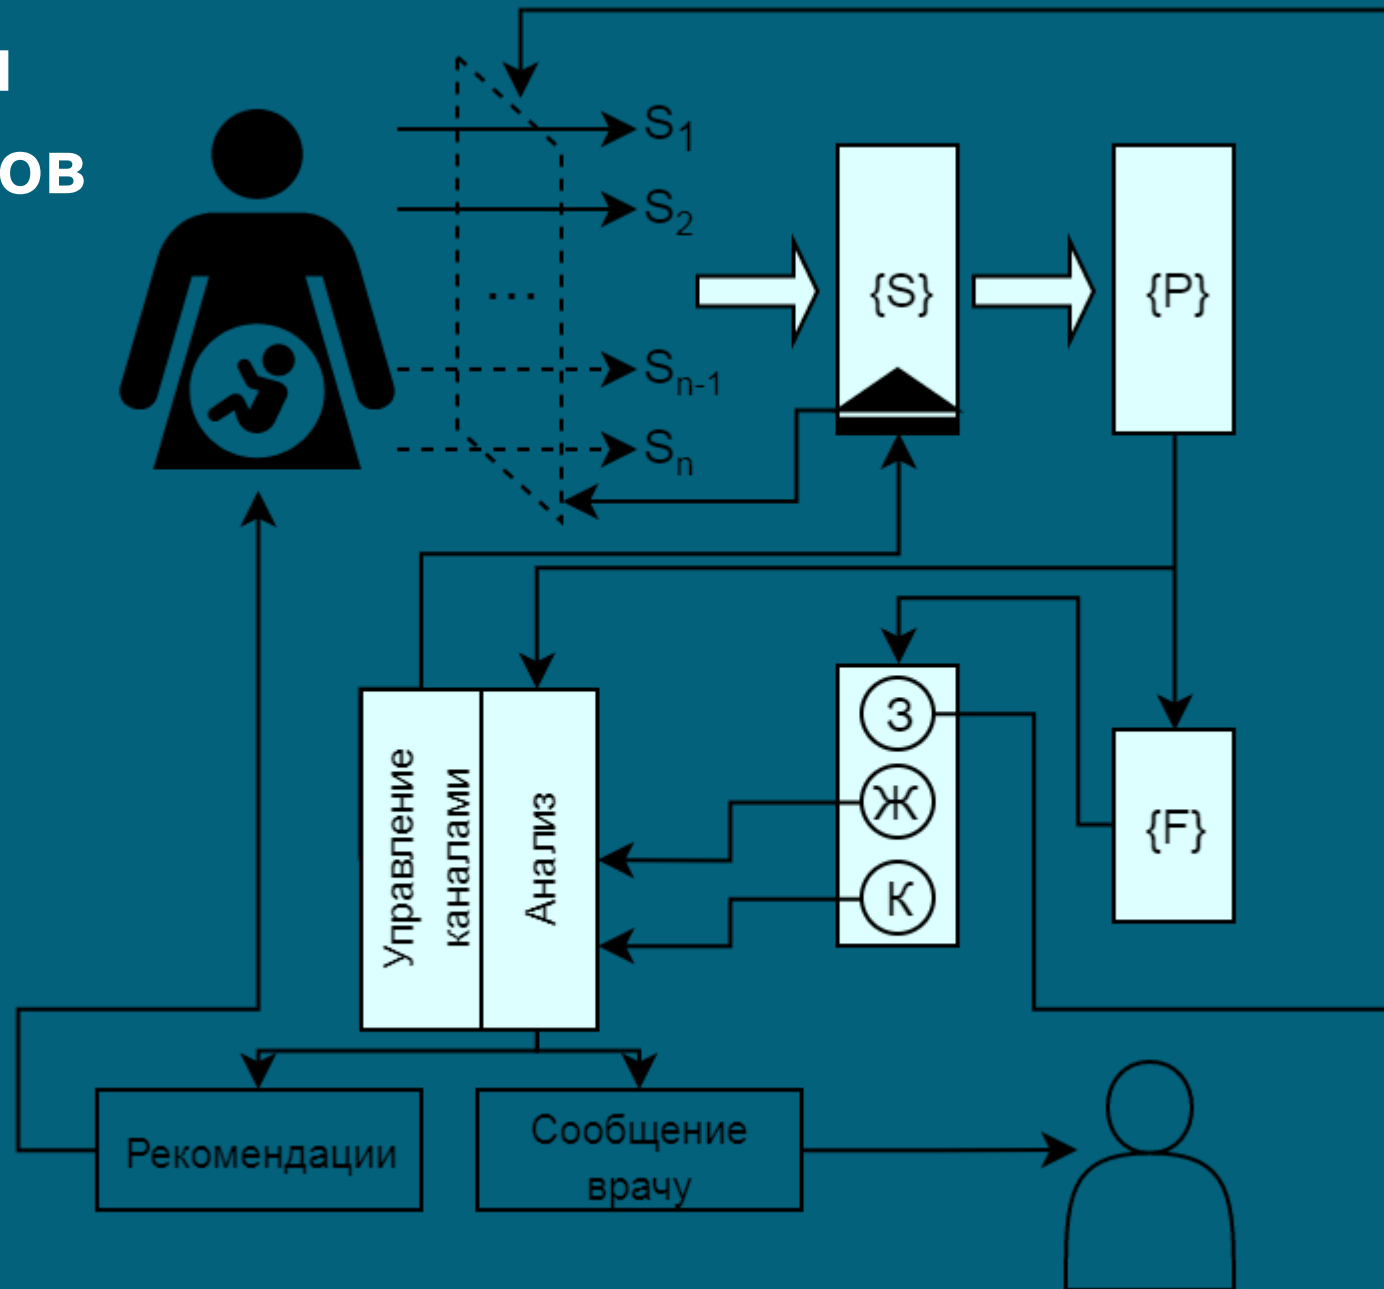 ов
S1
S2
...
Sn-1
Sn
{S}
{P}
З
Ж
К
{F}
Управление
каналами
Анализ
Рекомендации
Сообщение
врачу